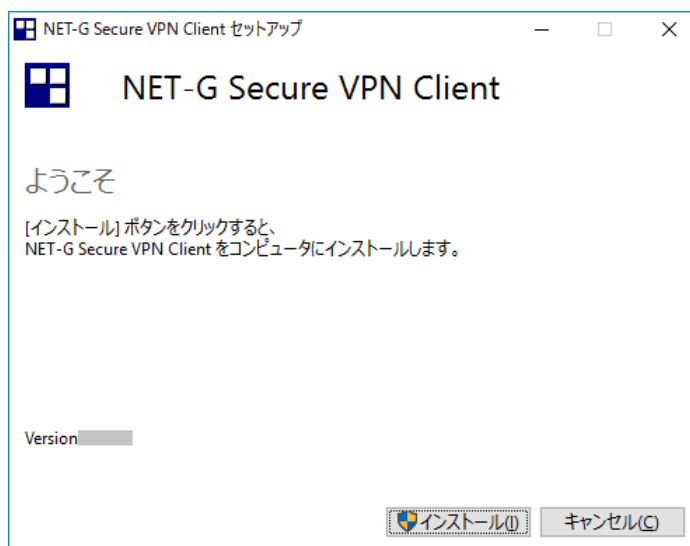 NET-G Secure VPN Client セットアップ
NET-G Secure VPN Client
ようこそ
[インストール] ボタンをクリックすると、
NET-G Secure VPN Client をコンピュータにインストールします。
Version
インストール(I) キャンセル(C)